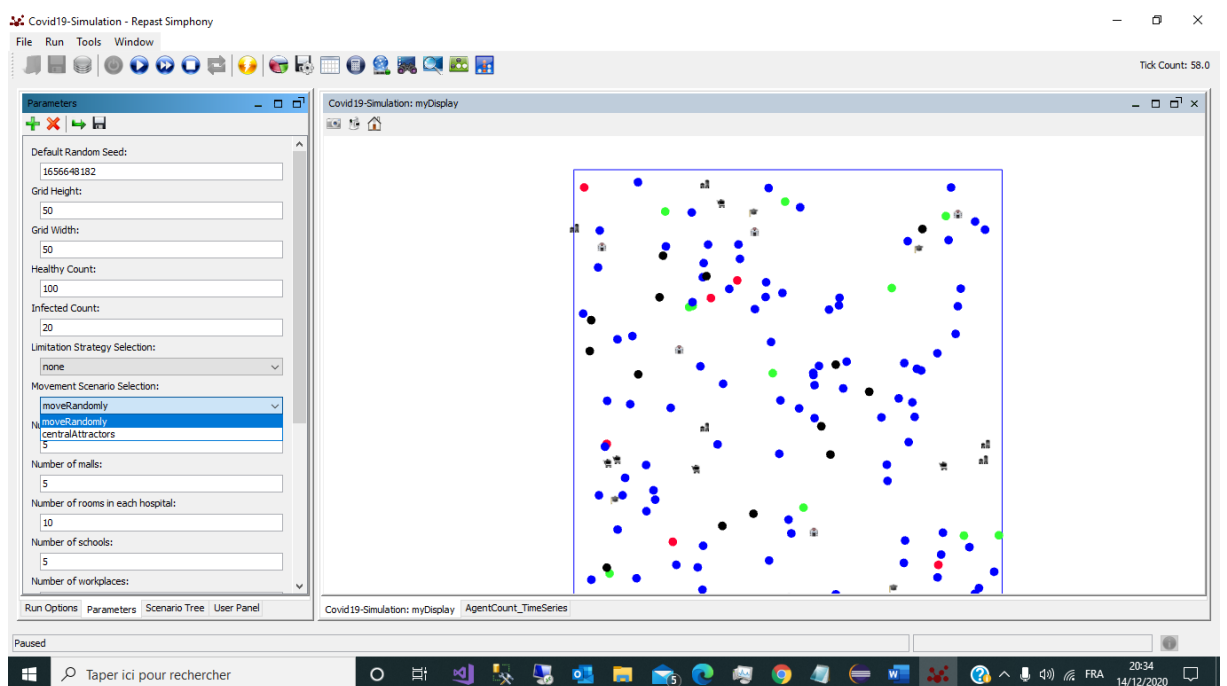 Covid19-Simulation - Repast Simphony
File Run Tools Window
Tick Count: 58.0
Parameters
Covid19-Simulation: myDisplay
Default Random Seed:
1656648182
Grid Height:
50
Grid Width:
50
Healthy Count:
100
Infected Count:
20
Limitation Strategy Selection:
none
Movement Scenario Selection:
moveRandomly
moveRandomly
centralAttractors
5
Number of malls:
5
Number of rooms in each hospital:
10
Number of schools:
5
Number of workplaces:
Run Options Parameters Scenario Tree User Panel
Covid19-Simulation: myDisplay AgentCount_TimeSeries
Paused
Taper ici pour rechercher
5
FRA
20:34
14/12/2020